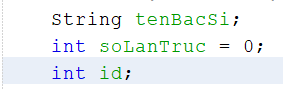 String tenBacSi;
int soLanTruc = 0;
int id;